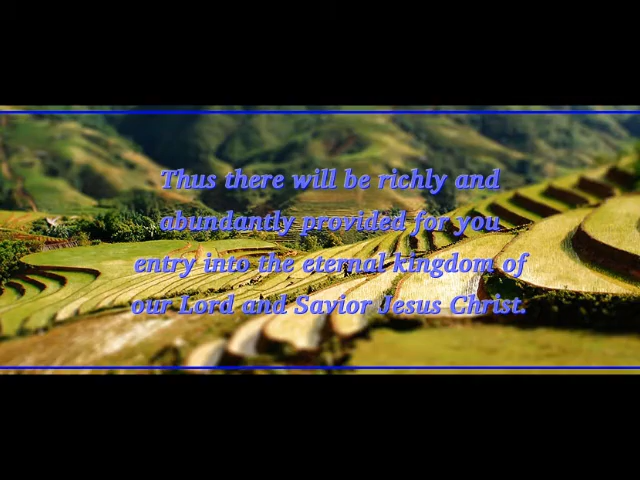 Thus there will be richly and
abundantly provided for you
entry into the eternal kingdom of
our Lord and Savior Jesus Christ.